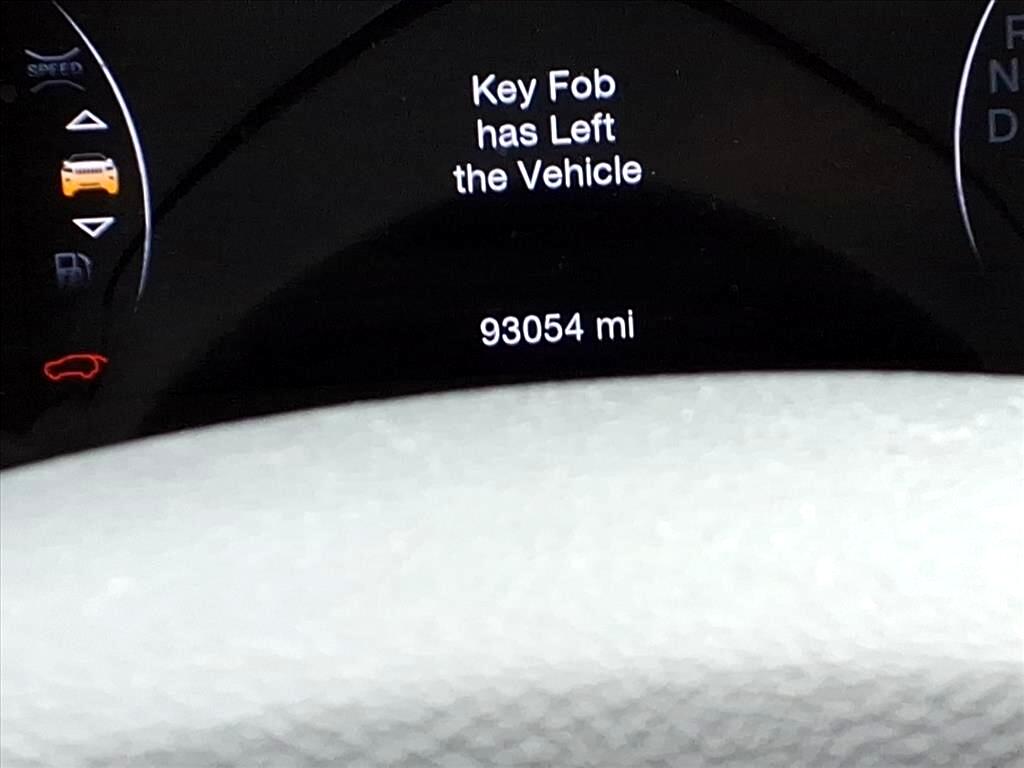 SPEED
Key Fob
has Left
the Vehicle
93054 mi
R
N
D